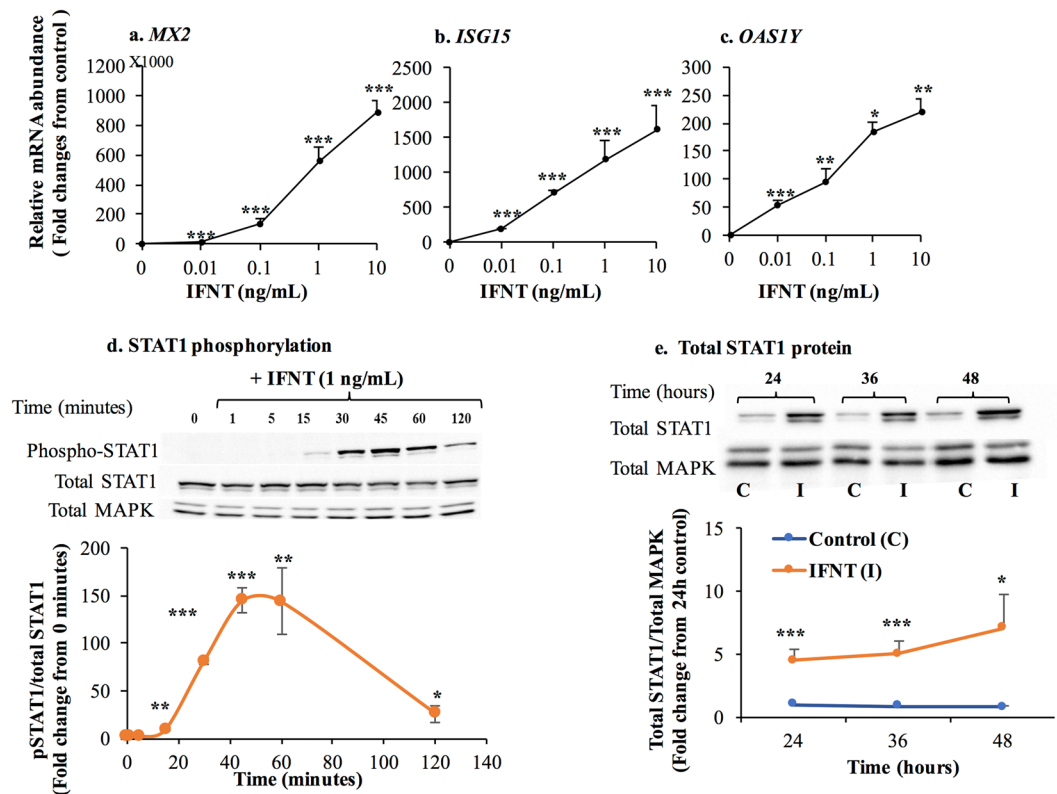 a. MX2
b. ISG15
c. OAS1Y
Relative mRNA abundance
( Fold changes from control)
X1000
1200
1000
800
600
400
200
0
***
***
***
***
0 0.01 0.1 1 10
IFNT (ng/mL)
2500
2000
1500
1000
500
0
***
***
***
***
0 0.01 0.1 1 10
IFNT (ng/mL)
300
250
200
150
100
50
0
***
**
*
**
0 0.01 0.1 1 10
IFNT (ng/mL)
d. STAT1 phosphorylation
+ IFNT (1 ng/mL)
Time (minutes) 0 1 5 15 30 45 60 120
Phospho-STAT1
Total STAT1
Total MAPK
pSTAT1/total STAT1
(Fold change from 0 minutes)
200
150
100
50
0
**
***
***
**
*
0 20 40 60 80 100 120 140
Time (minutes)
e. Total STAT1 protein
Time (hours) 24 36 48
Total STAT1
Total MAPK
C I C I C I
Total STAT1/Total MAPK
(Fold change from 24h control)
15
10
5
0
Control (C)
IFNT (I)
***
***
*
24 36 48
Time (hours)